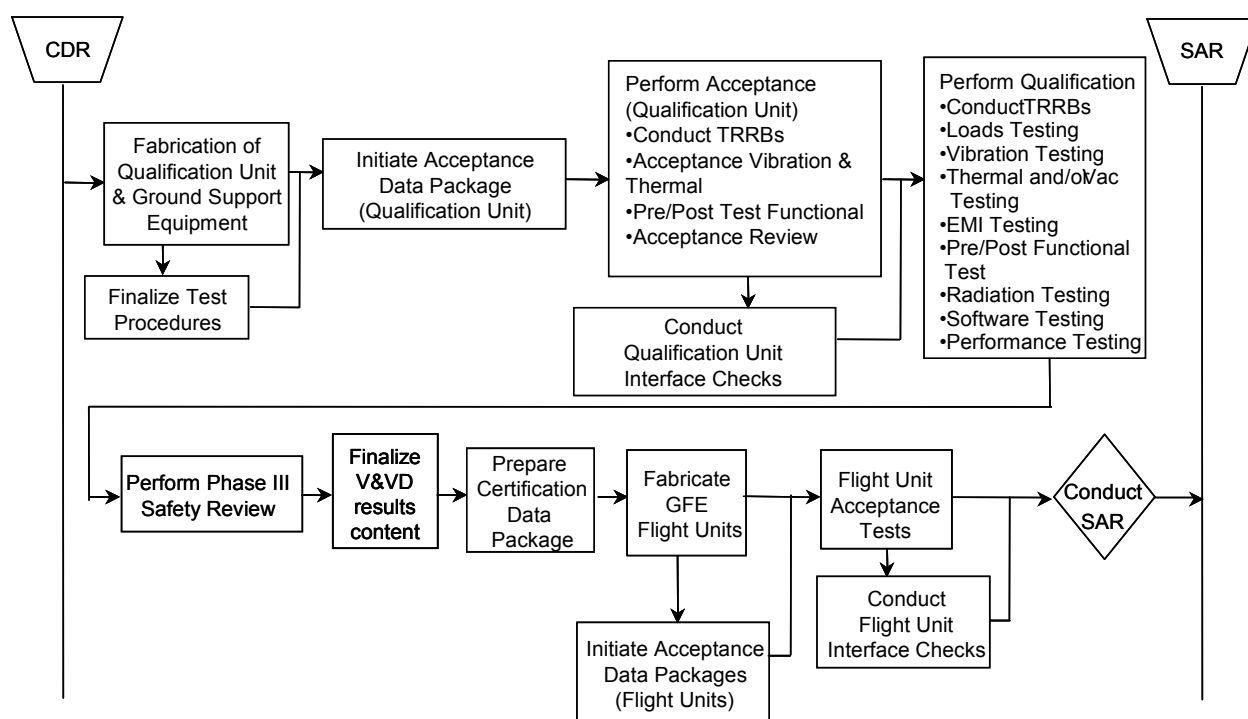 CDR
SAR
Fabrication of
Qualification Unit
& Ground Support
Equipment
Finalize Test
Procedures
Initiate Acceptance
Data Package
(Qualification Unit)
Perform Acceptance
(Qualification Unit)
•Conduct TRRBs
•Acceptance Vibration &
Thermal
•Pre/Post Test Functional
•Acceptance Review
Conduct
Qualification Unit
Interface Checks
Perform Qualification
•ConductTRRBs
•Loads Testing
•Vibration Testing
•Thermal and/or Vac
Testing
•EMI Testing
•Pre/Post Functional
Test
•Radiation Testing
•Software Testing
•Performance Testing
Perform Phase III
Safety Review
Finalize
V&VD
results
content
Prepare
Certification
Data
Package
Fabricate
GFE
Flight Units
Initiate Acceptance
Data Packages
(Flight Units)
Flight Unit
Acceptance
Tests
Conduct
Flight Unit
Interface Checks
Conduct
SAR